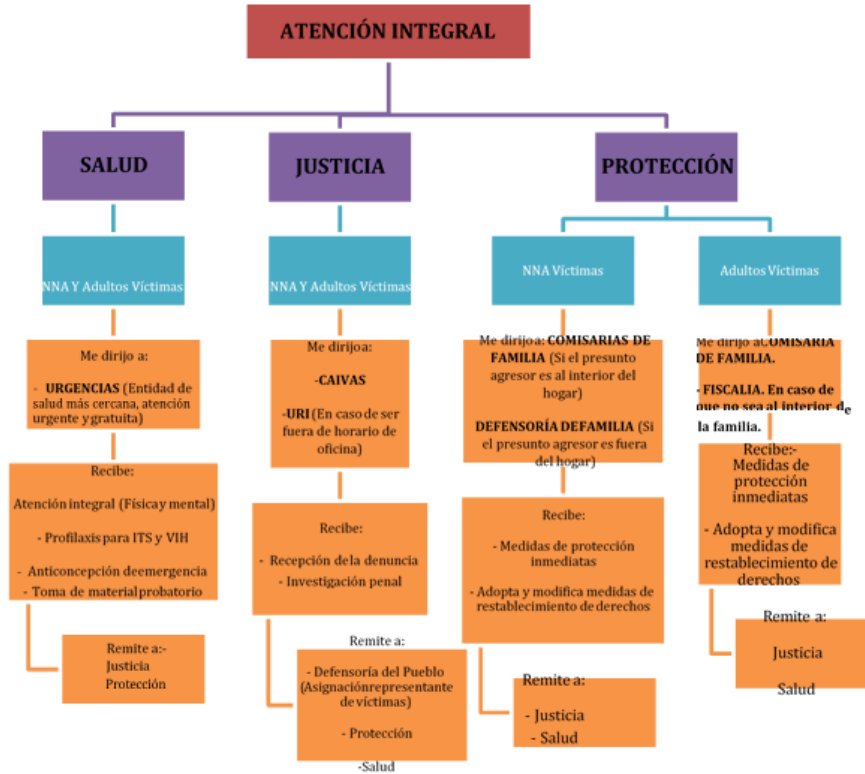 ATENCIÓN INTEGRAL
SALUD
JUSTICIA
PROTECCIÓN
NNA Y Adultos Víctimas
NNA Y Adultos Víctimas
NNA Víctimas
Adultos Víctimas
Me dirijo a:
- URGENCIAS (Entidad de
salud más cercana, atención
urgente y gratuita)
Recibe:
Atención integral (Física y mental)
- Profilaxis para ITS y VIH
- Anticoncepción deemergencia
- Toma de material probatorio
Remite a:-
Justicia
Protección
Me dirijo a:
-CAIVAS
-URI (En caso de ser
fuera de horario de
oficina)
Recibe:
- Recepción de la denuncia
- Investigación penal
Remite a:
- Defensoría del Pueblo
(Asignaciónrepresentante
de víctimas)
- Protección
-Salud
Me dirijo a: COMISARIAS DE
FAMILIA (Si el presunto
agresor es al interior del
hogar)
DEFENSORÍA DEFAMILIA (Si
el presunto agresor es fuera
del hogar)
Recibe:
- Medidas de protección
inmediatas
- Adopta y modifica medidas de
restablecimiento de derechos
Remite a:
- Justicia
- Salud
Me dirijo a:COMISARIA
DE FAMILIA.
- FISCALIA. En caso de
que no sea al interior de
la familia.
Recibe:-
Medidas de
protección
inmediatas
- Adopta y modifica
medidas de
restablecimiento de
derechos
Remite a:
Justicia
Salud